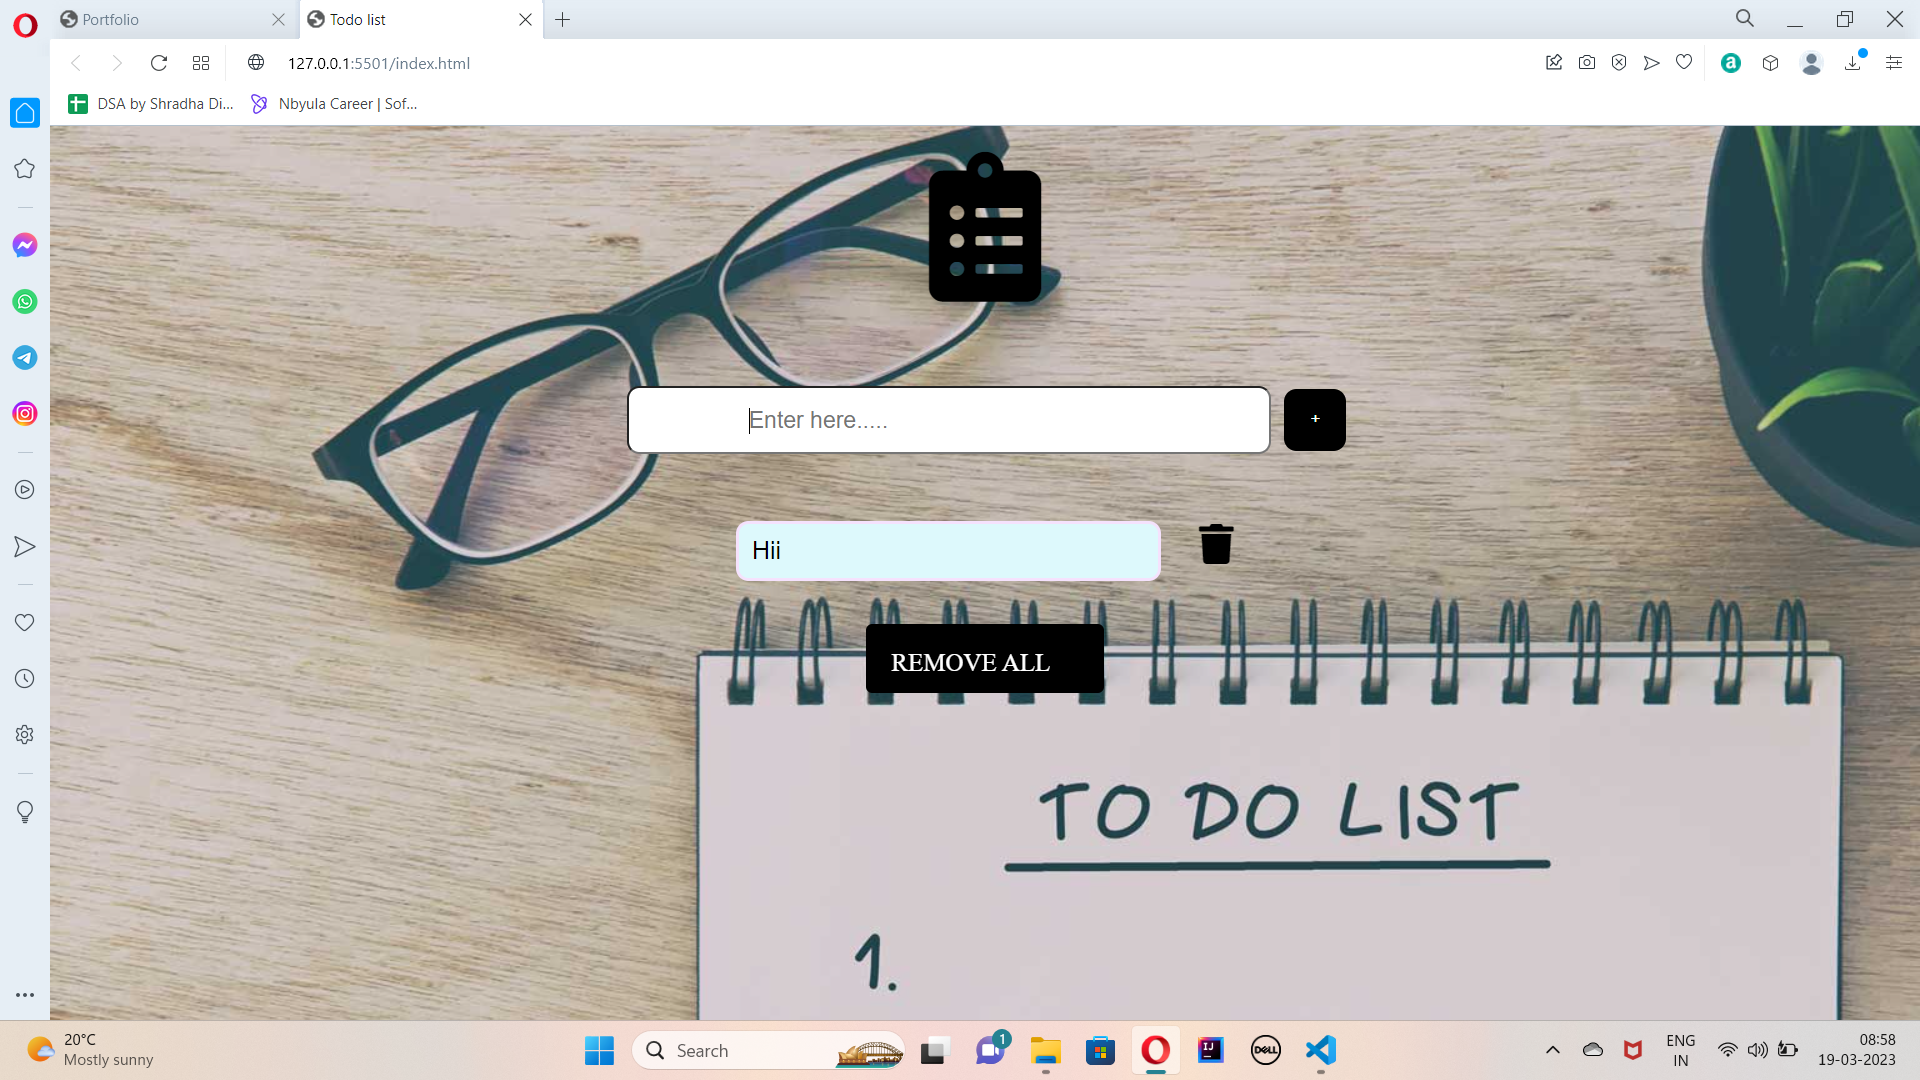 Portfolio
Todo list
127.0.0.1:5501/index.html
a
DSA by Shradha Di...
Nbyula Career | Sof...
Enter here.....
+
Hii
REMOVE ALL
TO DO LIST
1.
20°C
Mostly sunny
Search
1
IJ
DELL
ENG
IN
08:58
19-03-2023